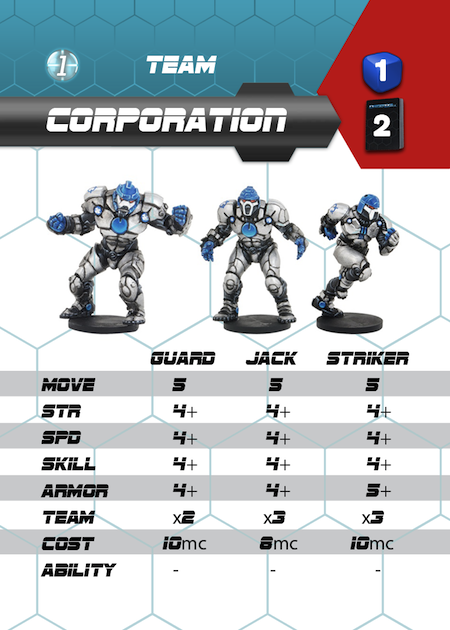 1 TEAM 1
CORPORATION 2
GUARD JACK STRIKER
MOVE 5 5 5
STR 4+ 4+ 4+
SPD 4+ 4+ 4+
SKILL 4+ 4+ 4+
ARMOR 4+ 4+ 5+
TEAM x2 x3 x3
COST 10mc 8mc 10mc
ABILITY - - -